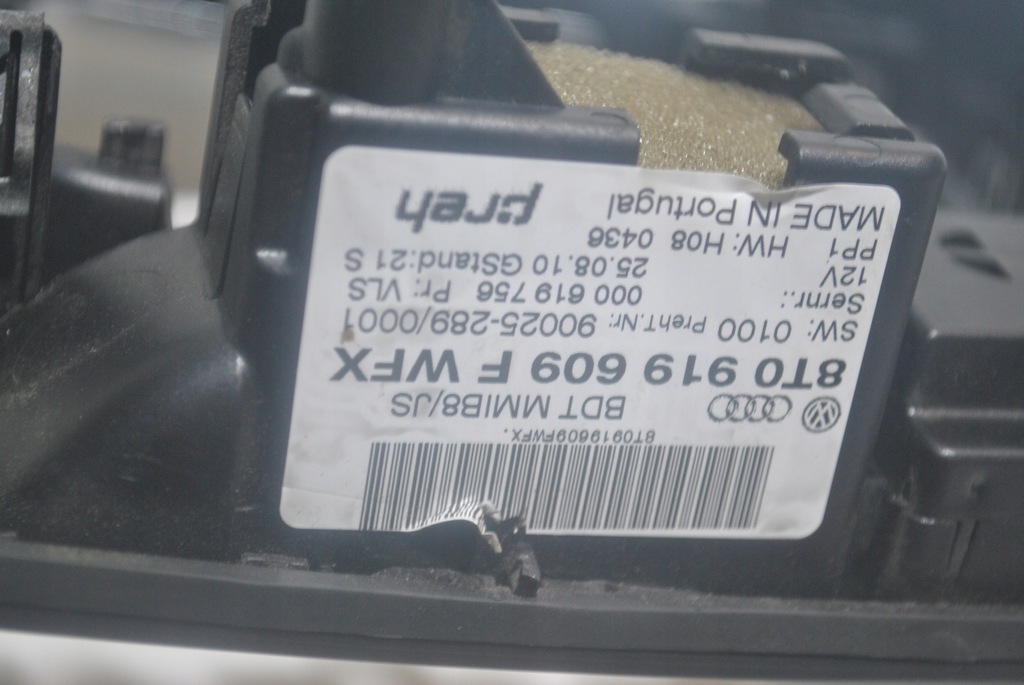 8T0919609FWFX.
BDT MMIB8/JS
8T0 919 609 F WFX
SW: 0100 PrehT.Nr: 90025-289/0001
Sernr.: 000 619 756 Pr: VLS
12V 25.08.10 GStand:21 S
PP1 HW: H08 0436
MADE IN Portugal preh